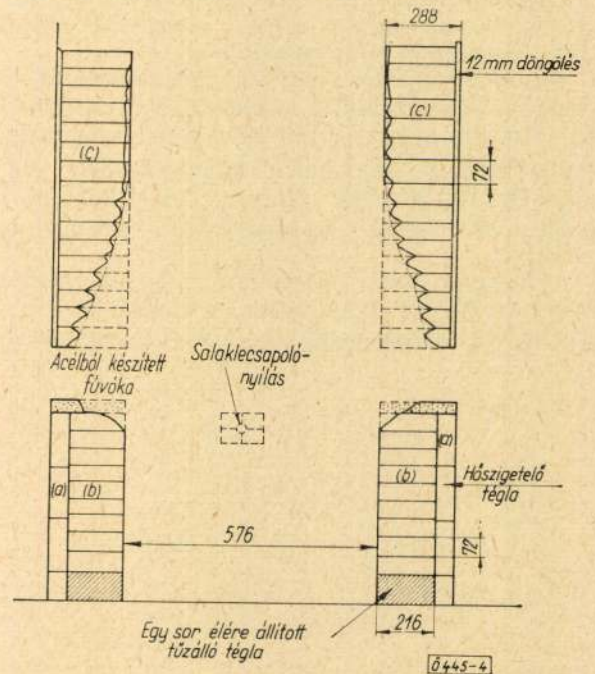 288
12 mm döngölés
(c)
(c)
72
Acélból készített
fúvóka
Salaklecsapoló-
nyílás
(a)
(b)
(b)
(a)
Hőszigetelő
tégla
576
72
Egy sor élére állított
tűzálló tégla
216
Ö445-4